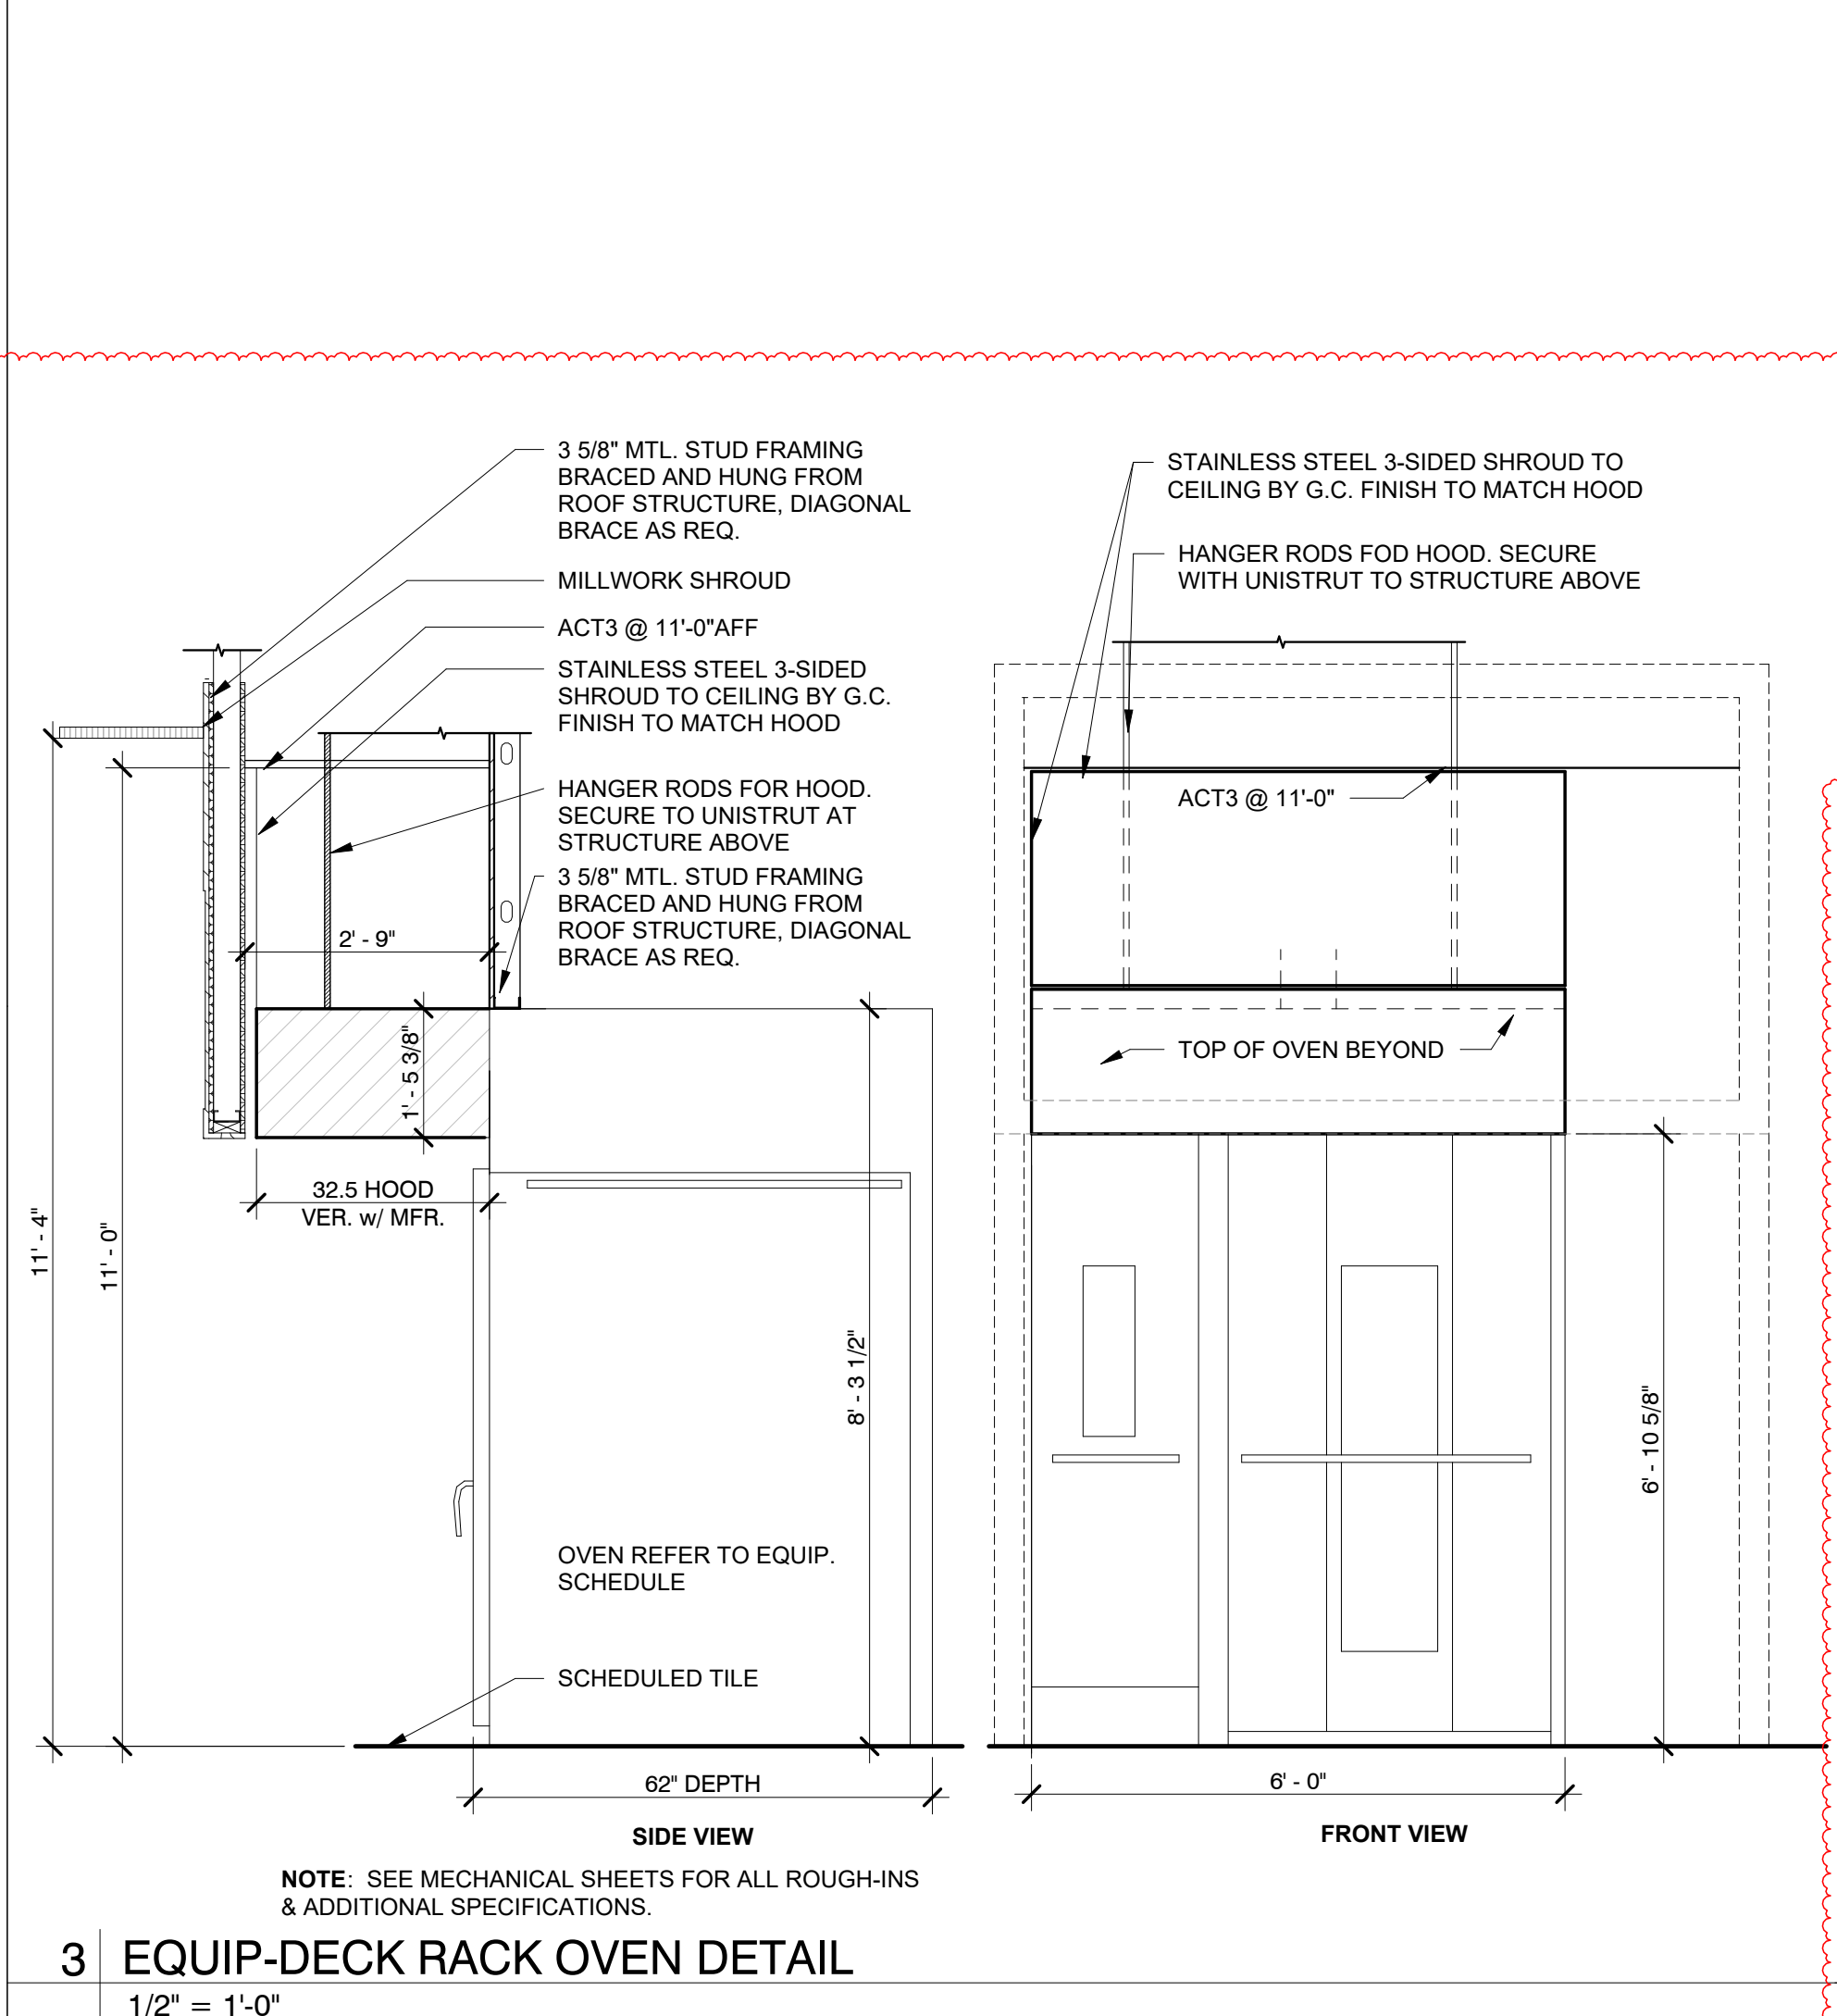 3 5/8" MTL. STUD FRAMING
BRACED AND HUNG FROM
ROOF STRUCTURE, DIAGONAL
BRACE AS REQ.
MILLWORK SHROUD
ACT3 @ 11'-0"AFF
STAINLESS STEEL 3-SIDED
SHROUD TO CEILING BY G.C.
FINISH TO MATCH HOOD
HANGER RODS FOR HOOD.
SECURE TO UNISTRUT AT
STRUCTURE ABOVE
3 5/8" MTL. STUD FRAMING
BRACED AND HUNG FROM
ROOF STRUCTURE, DIAGONAL
BRACE AS REQ.
2' - 9"
1' - 5 3/8"
32.5 HOOD
VER. w/ MFR.
11' - 4"
11' - 0"
8' - 3 1/2"
OVEN REFER TO EQUIP.
SCHEDULE
SCHEDULED TILE
62" DEPTH
SIDE VIEW
STAINLESS STEEL 3-SIDED SHROUD TO
CEILING BY G.C. FINISH TO MATCH HOOD
HANGER RODS FOD HOOD. SECURE
WITH UNISTRUT TO STRUCTURE ABOVE
ACT3 @ 11'-0"
TOP OF OVEN BEYOND
6' - 10 5/8"
6' - 0"
FRONT VIEW
NOTE: SEE MECHANICAL SHEETS FOR ALL ROUGH-INS
& ADDITIONAL SPECIFICATIONS.
3 EQUIP-DECK RACK OVEN DETAIL
1/2" = 1'-0"